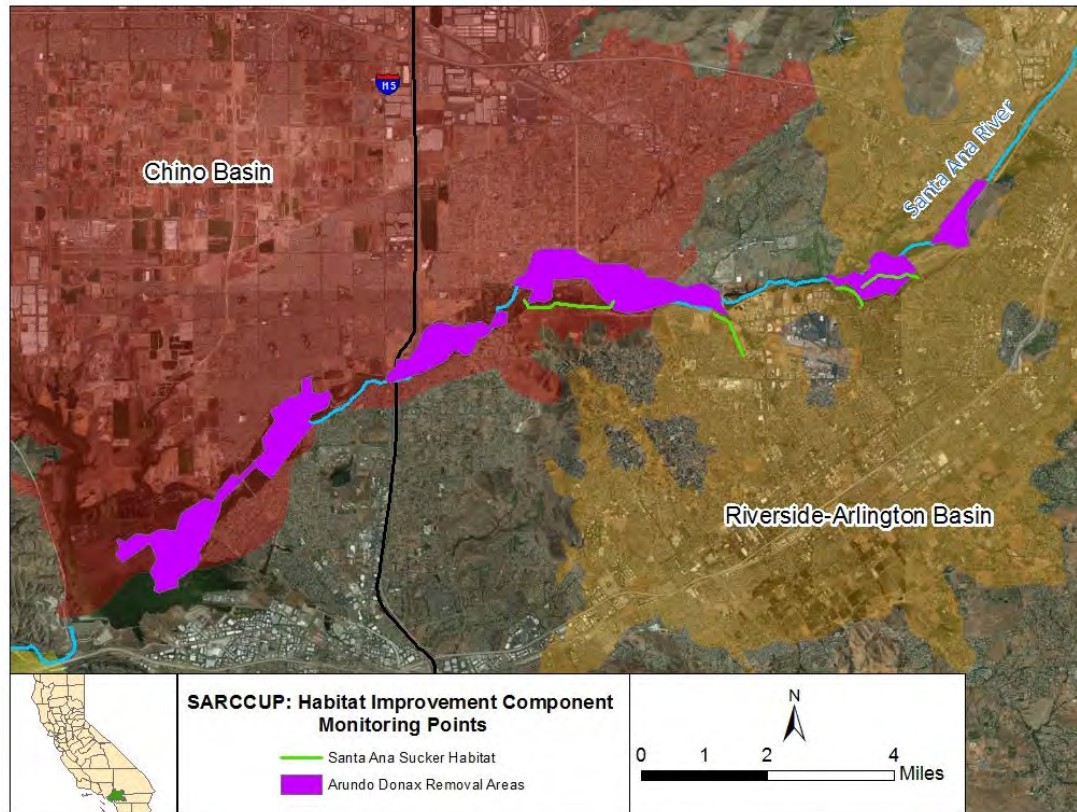 115
Chino Basin
Santa Ana River
Riverside-Arlington Basin
SARCCUP: Habitat Improvement Component
Monitoring Points
Santa Ana Sucker Habitat
Arundo Donax Removal Areas
N
0 1 2 4
Miles